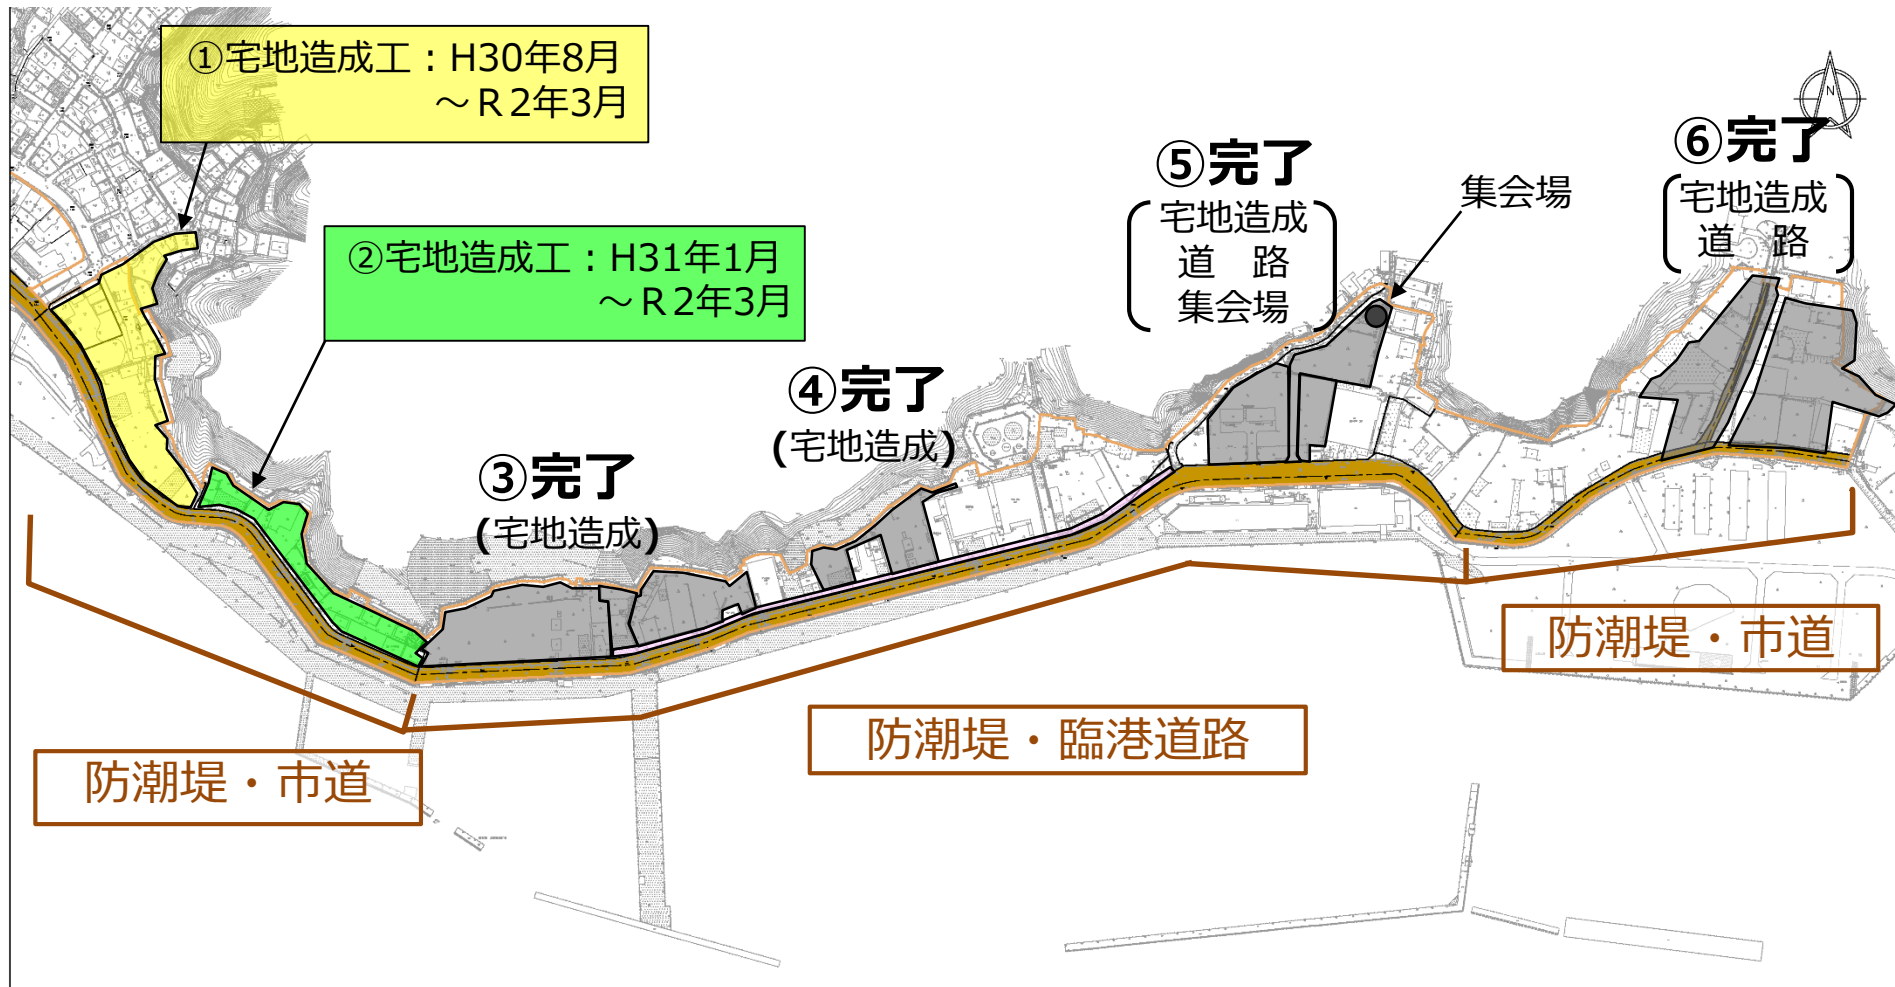 ①宅地造成工：H30年8月
～R2年3月
②宅地造成工：H31年1月
～R2年3月
③完了
(宅地造成)
④完了
(宅地造成)
⑤完了
宅地造成
道　路
集会場
集会場
N
⑥完了
宅地造成
道　路
防潮堤・市道
防潮堤・臨港道路
防潮堤・市道